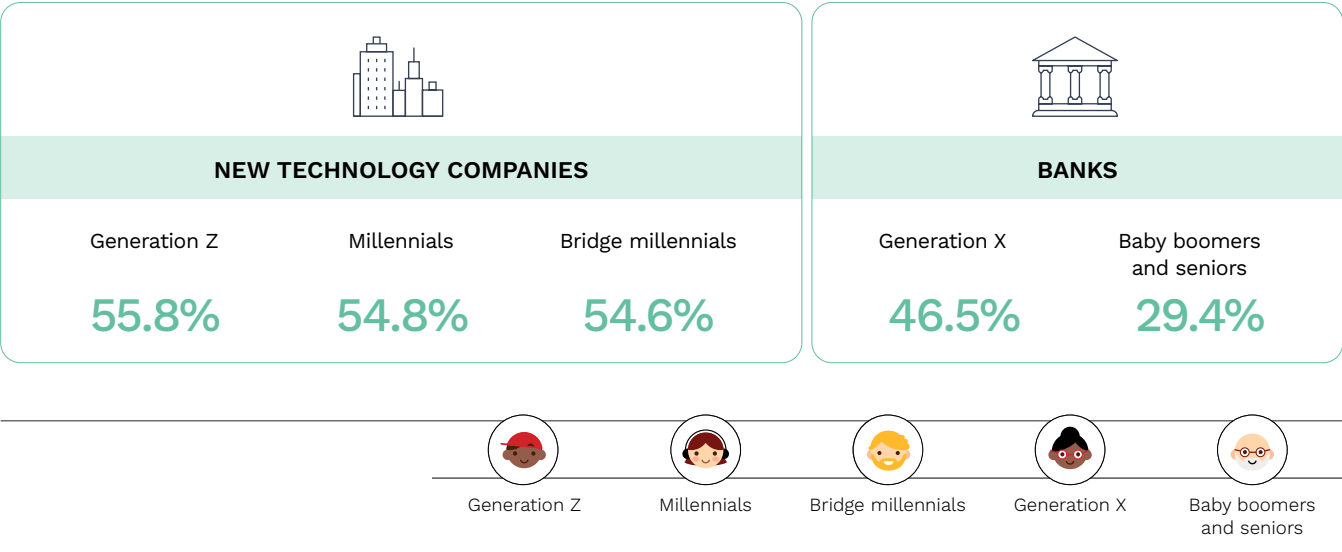 NEW TECHNOLOGY COMPANIES
Generation Z
55.8%
Millennials
54.8%
Bridge millennials
54.6%
BANKS
Generation X
46.5%
Baby boomers
and seniors
29.4%
Generation Z
Millennials
Bridge millennials
Generation X
Baby boomers
and seniors